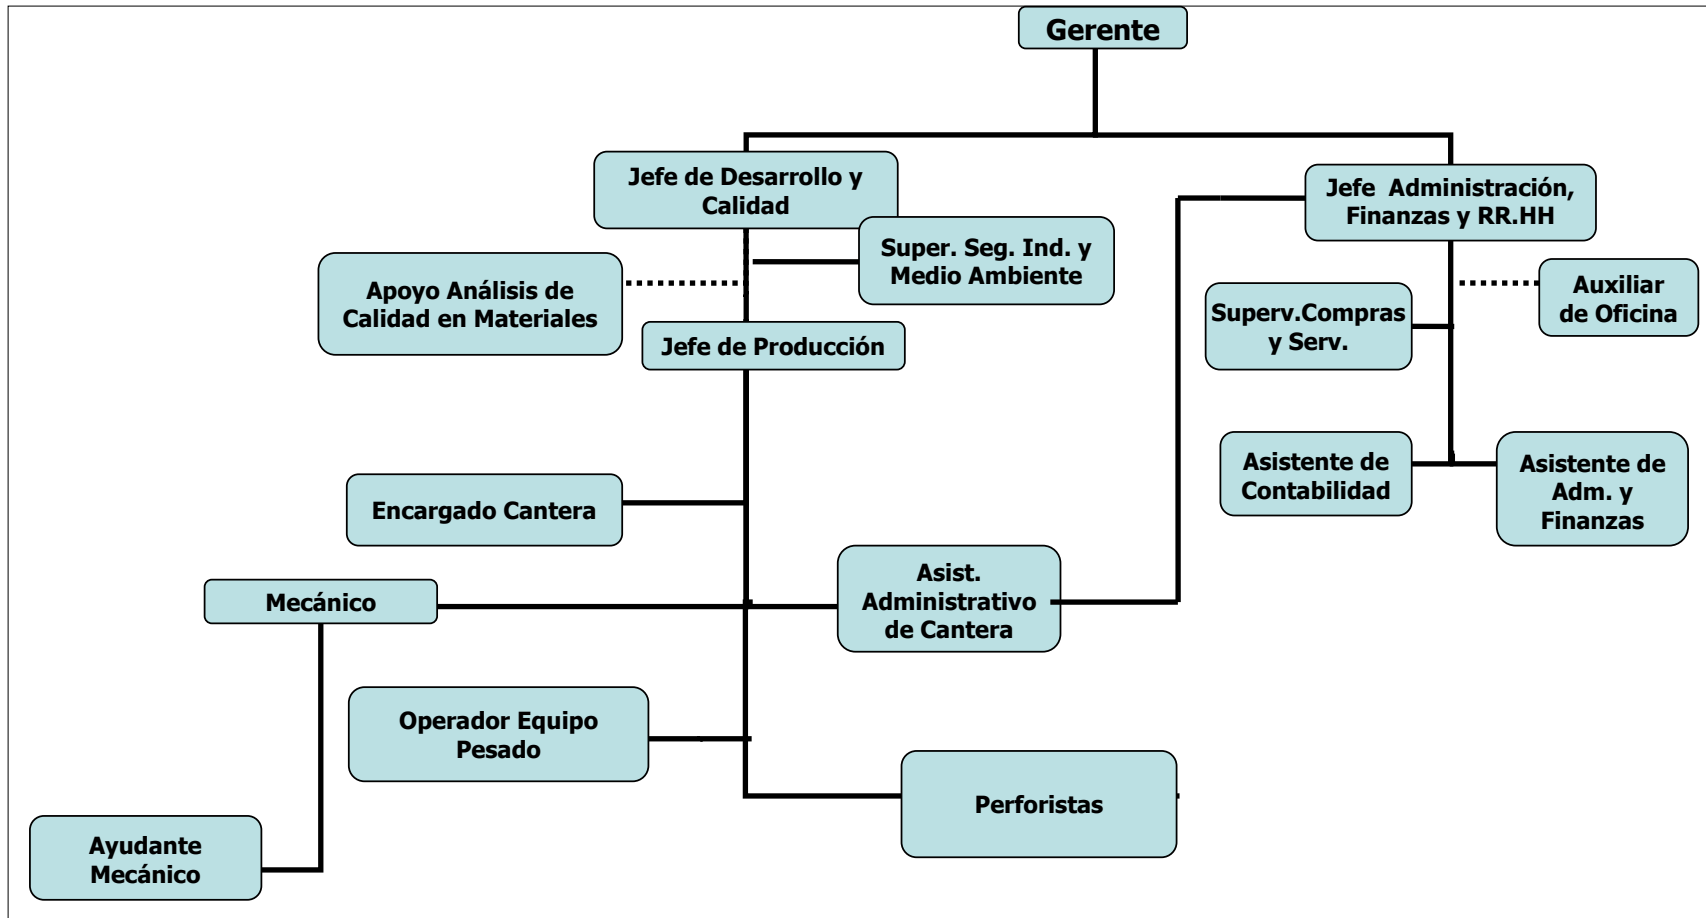 Gerente
Jefe de Desarrollo y
Calidad
Jefe  Administración,
Finanzas y RR.HH
Super. Seg. Ind. y
Medio Ambiente
Apoyo Análisis de
Calidad en Materiales
Auxiliar
de Oficina
Superv.Compras
y Serv.
Jefe de Producción
Asistente de
Contabilidad
Asistente de
Adm. y
Finanzas
Encargado Cantera
Asist.
Administrativo
de Cantera
Mecánico
Operador Equipo
Pesado
Perforistas
Ayudante
Mecánico